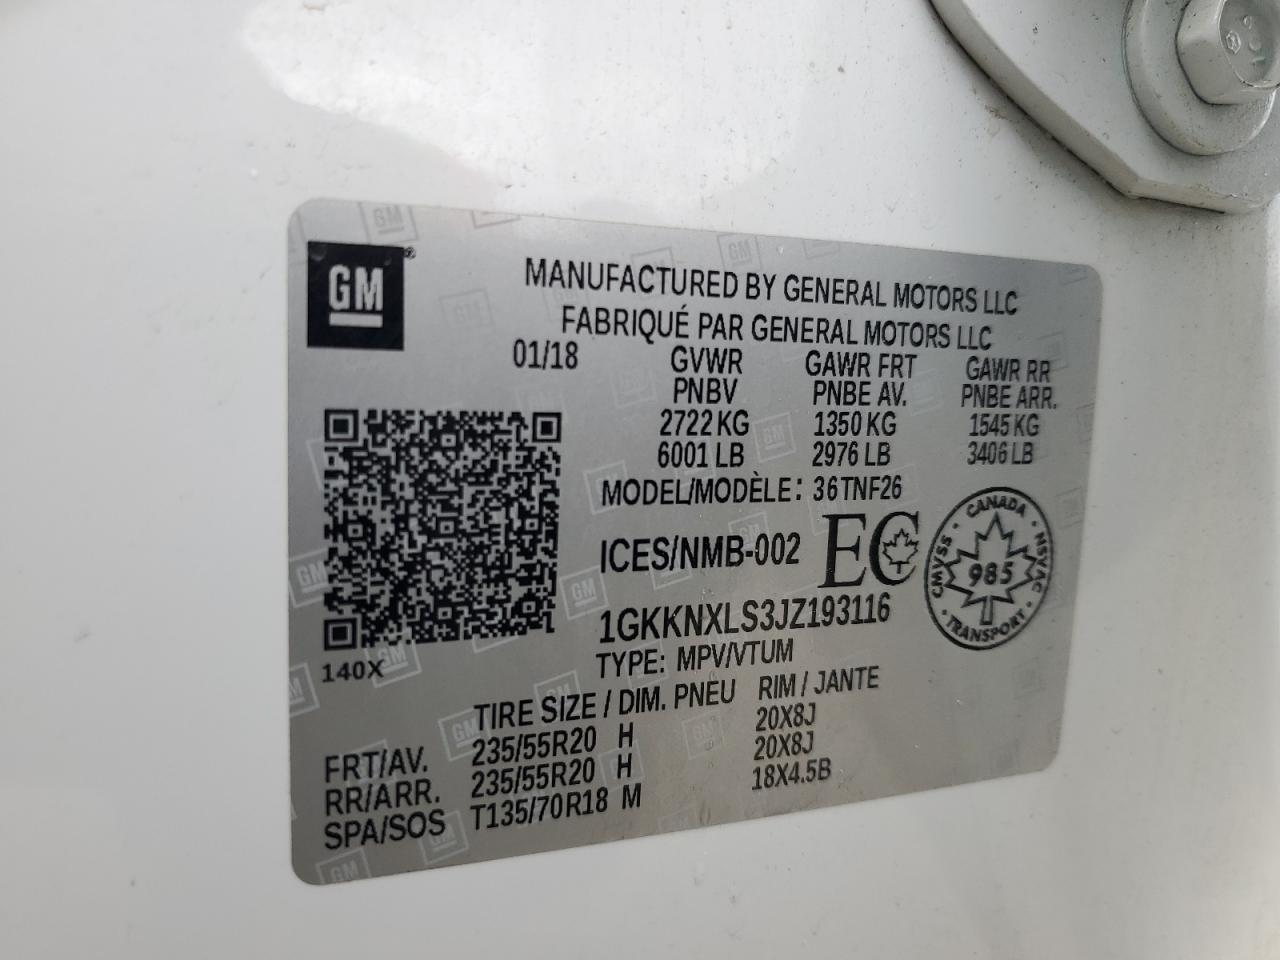 GM
MANUFACTURED BY GENERAL MOTORS LLC
FABRIQUÉ PAR GENERAL MOTORS LLC
01/18 GVWR GAWR FRT GAWR RR
PNBV PNBE AV. PNBE ARR.
2722 KG 1350 KG 1545 KG
6001 LB 2976 LB 3406 LB
MODEL/MODÈLE: 36TNF26
ICES/NMB-002 EC
CANADA
CMVSS · NSVAC
985
· TRANSPORT ·
1GKKNXLS3JZ193116
TYPE: MPV/VTUM
140X
TIRE SIZE / DIM. PNEU RIM / JANTE
FRT/AV. 235/55R20 H 20X8J
RR/ARR. 235/55R20 H 20X8J
SPA/SOS T135/70R18 M 18X4.5B